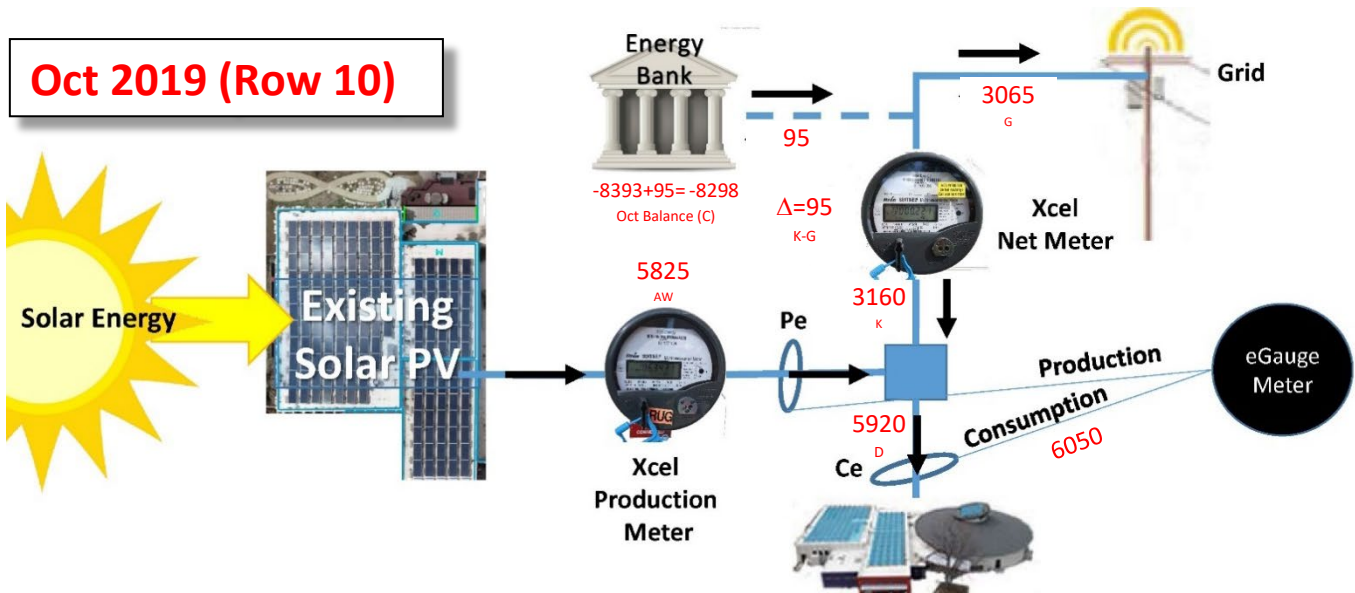 Oct 2019 (Row 10)
Energy
Bank
Grid
3065
G
95
-8393+95= -8298
Oct Balance (C)
Δ=95
K-G
Xcel
Net Meter
Solar Energy
Existing
Solar PV
5825
AW
3160
K
Pe
Production
eGauge
Meter
Consumption
6050
5920
D
Ce
Xcel
Production
Meter
RUG